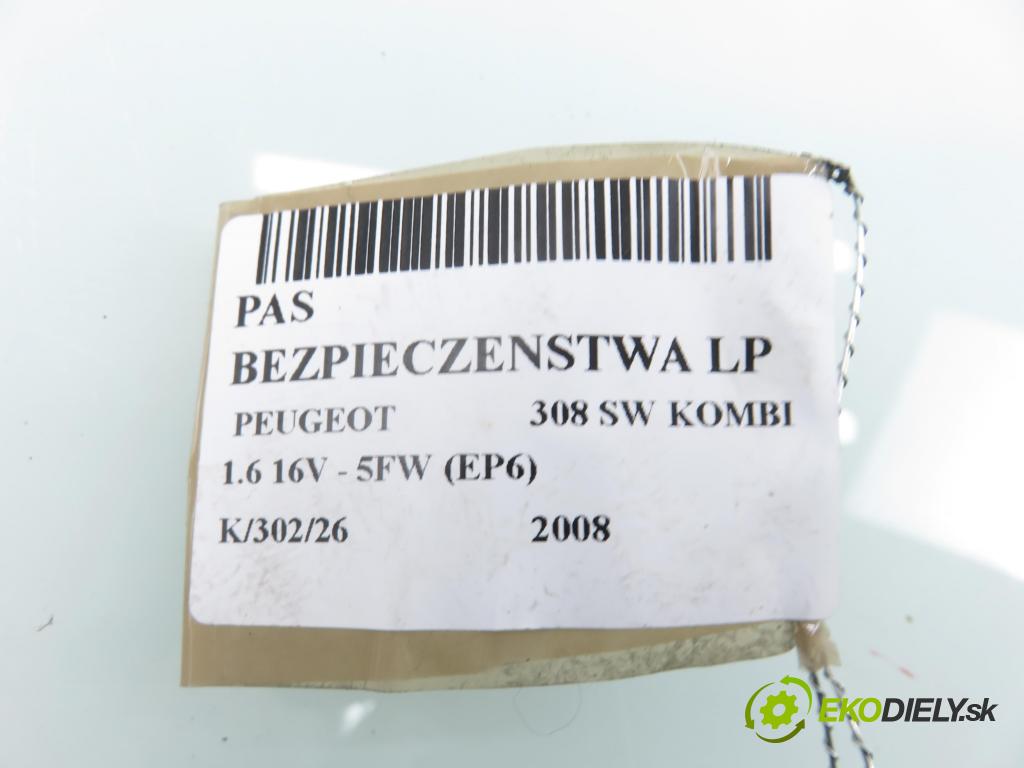 PAS
BEZPIECZENSTWA LP
PEUGEOT 308 SW KOMBI
1.6 16V - 5FW (EP6)
K/302/26 2008
EKODIELY.sk